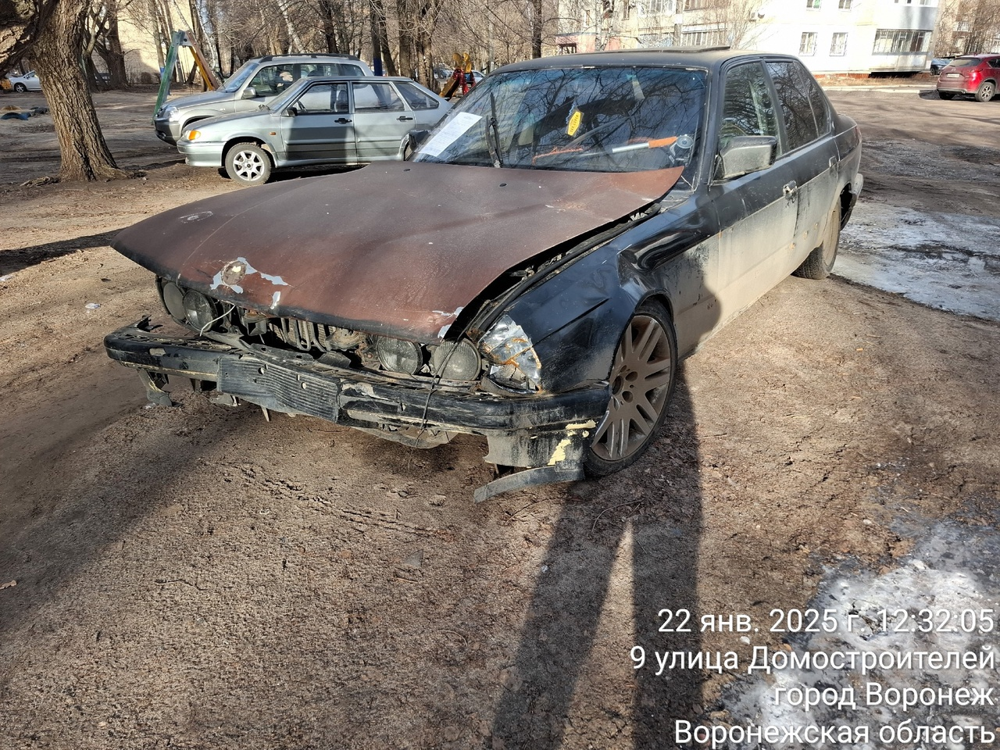 22 янв. 2025 г. 12:32:05
9 улица Домостроителей
город Воронеж
Воронежская область